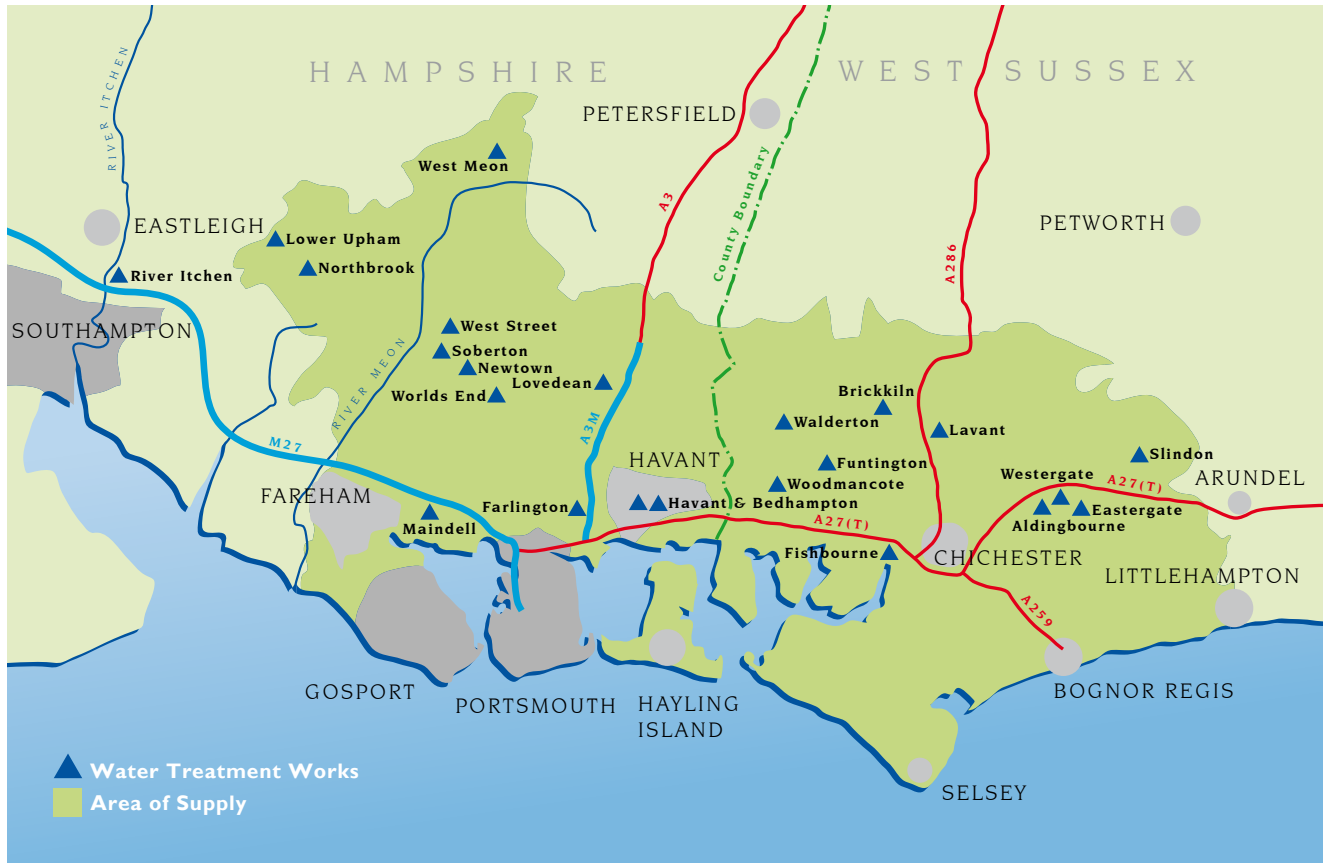 HAMPSHIRE
WEST SUSSEX
RIVER ITCHEN
PETERSFIELD
West Meon
A3
County Boundary
EASTLEIGH
PETWORTH
Lower Upham
A286
Northbrook
River Itchen
SOUTHAMPTON
West Street
Soberton
RIVER MEON
Newtown
Lovedean
Worlds End
Brickkiln
A3M
Walderton
Lavant
M27
HAVANT
Funtington
Slindon
Westergate
ARUNDEL
FAREHAM
Woodmancote
A27(T)
Farlington
Havant & Bedhampton
Eastergate
Maindell
A27(T)
Aldingbourne
Fishbourne
CHICHESTER
LITTLEHAMPTON
A259
GOSPORT
PORTSMOUTH
HAYLING
ISLAND
BOGNOR REGIS
Water Treatment Works
SELSEY
Area of Supply